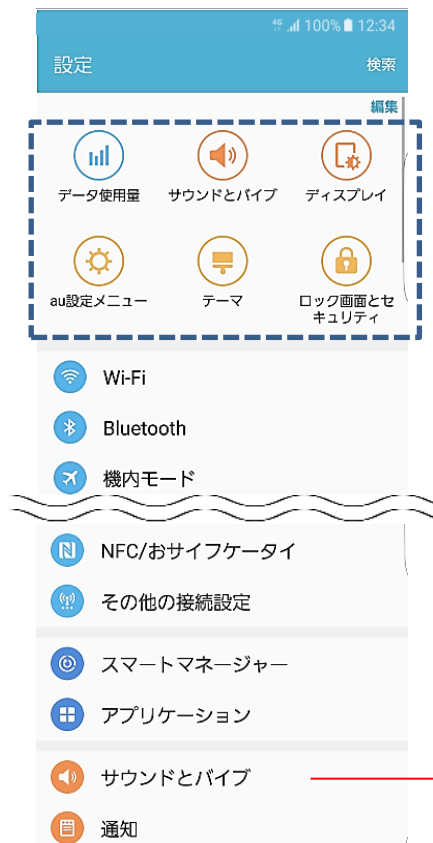 4G 100% 12:34
設定 検索
編集
データ使用量 サウンドとバイブ ディスプレイ
au設定メニュー テーマ ロック画面とセ
キュリティ
Wi-Fi
Bluetooth
機内モード
NFC/おサイフケータイ
その他の接続設定
スマートマネージャー
アプリケーション
サウンドとバイブ
通知